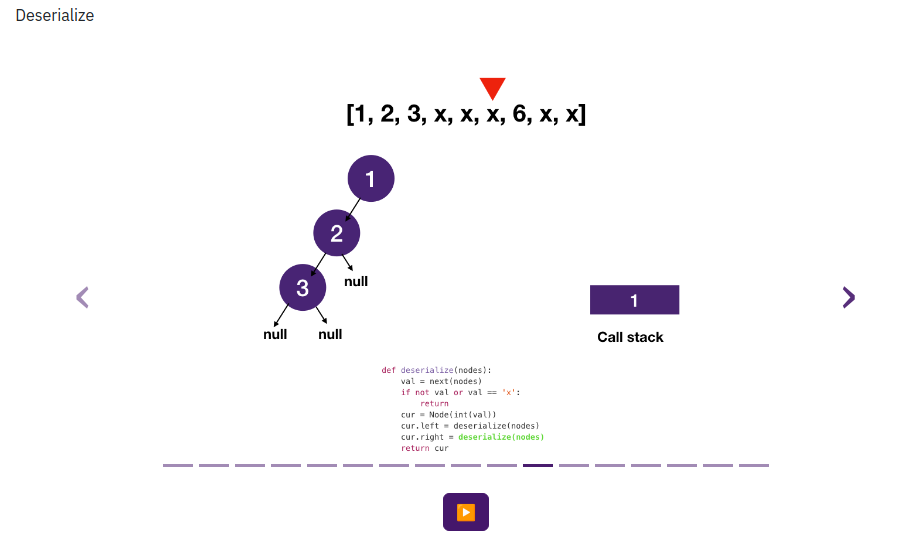 Deserialize
[1, 2, 3, x, x, x, 6, x, x]
1
2
null
3
null null
1
Call stack
def deserialize(nodes):
    val = next(nodes)
    if not val or val == 'x':
        return
    cur = Node(int(val))
    cur.left = deserialize(nodes)
    cur.right = deserialize(nodes)
    return cur